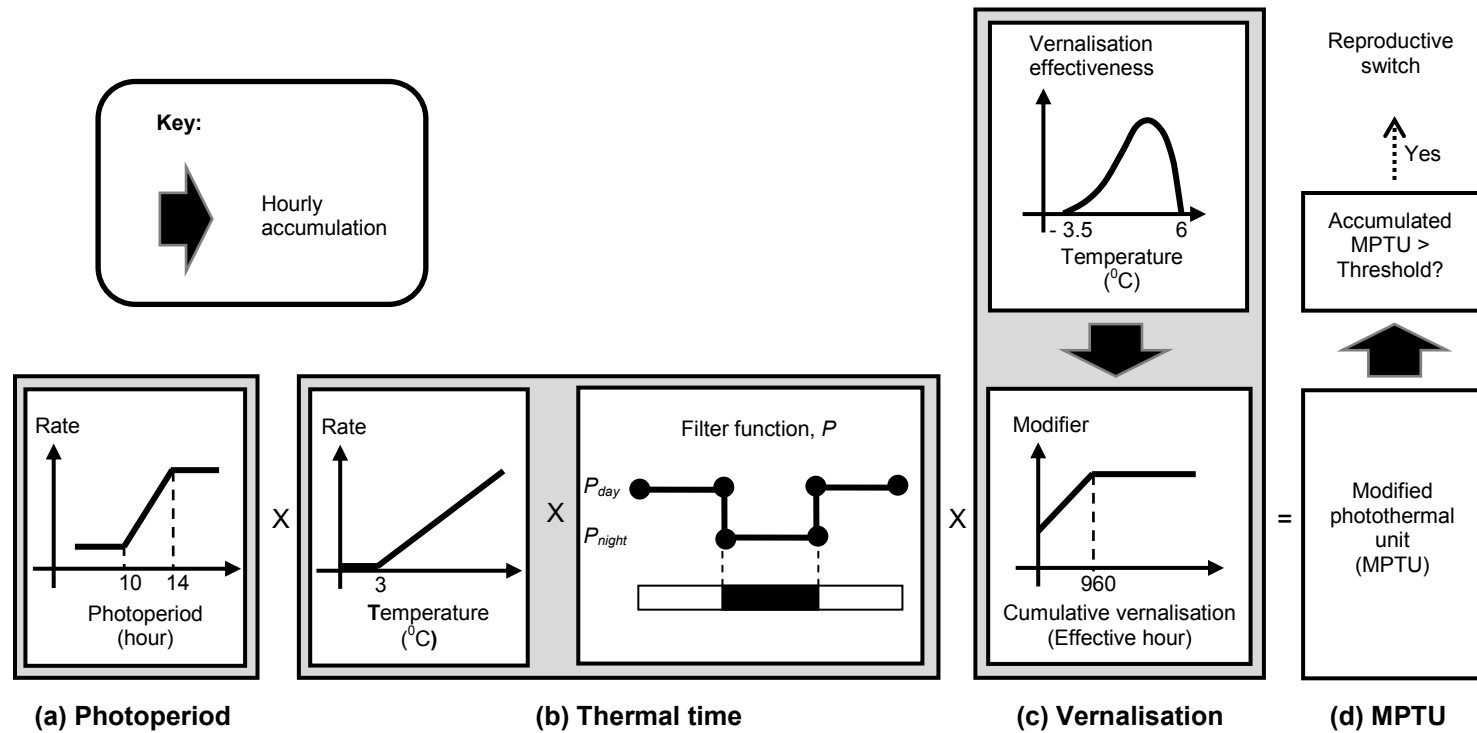 Key:
Hourly
accumulation
Vernalisation
effectiveness
- 3.5
6
Temperature
(⁰C)
Reproductive
switch
Yes
Accumulated
MPTU >
Threshold?
Rate
10
14
Photoperiod
(hour)
X
Rate
3
Temperature
(⁰C)
X
Filter function, P
Pday
Pnight
X
Modifier
960
Cumulative vernalisation
(Effective hour)
=
Modified
photothermal
unit
(MPTU)
(a) Photoperiod
(b) Thermal time
(c) Vernalisation
(d) MPTU